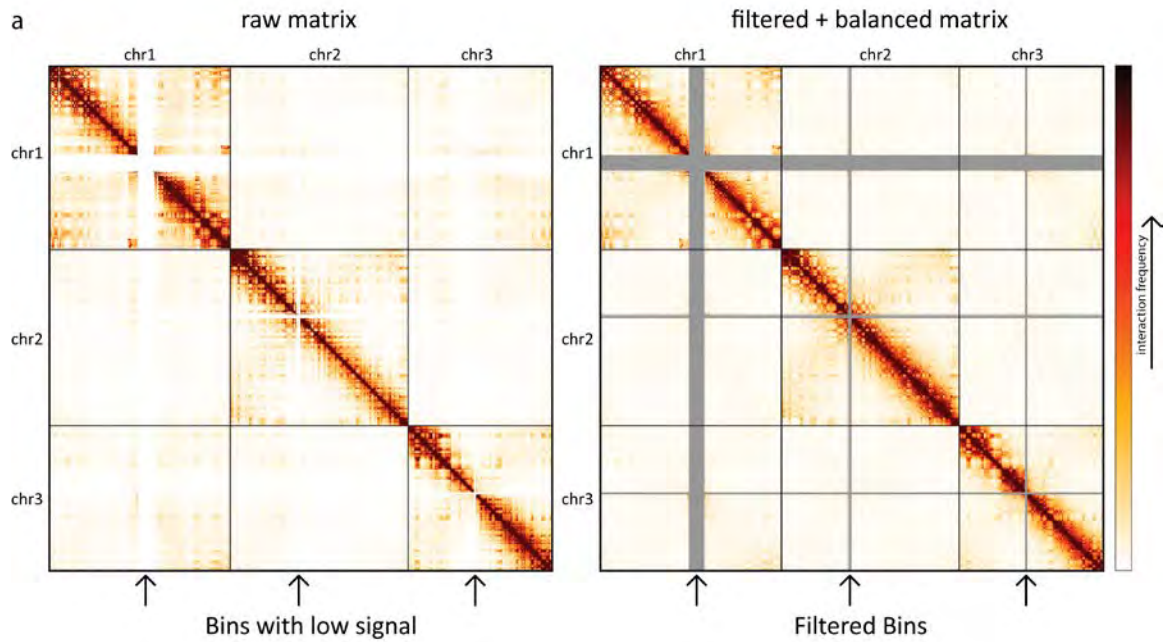 a
raw matrix
filtered + balanced matrix
chr1 chr2 chr3
chr1 chr2 chr3
chr1
chr2
chr3
chr1
chr2
chr3
interaction frequency
Bins with low signal
Filtered Bins